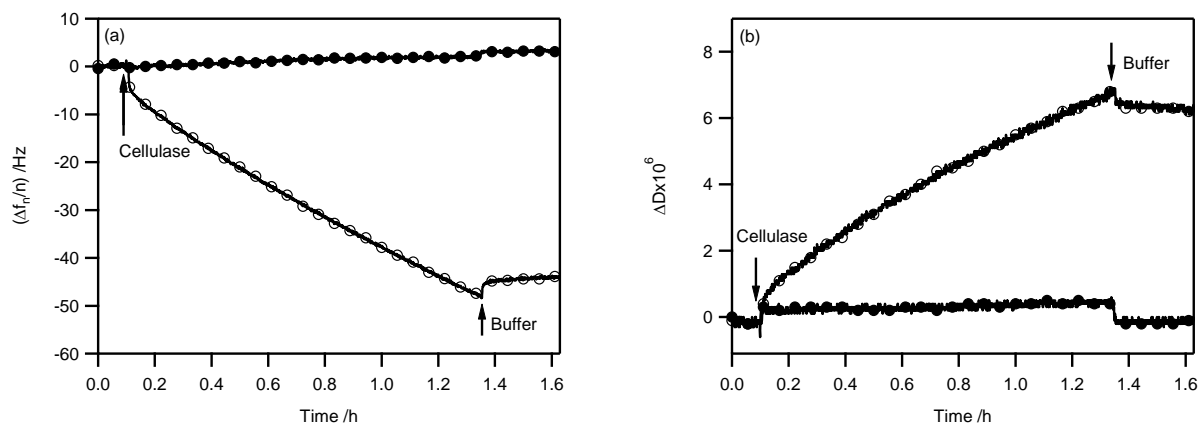 (a)
10
0
-10
-20
-30
-40
-50
-60
(Δfn/n) /Hz
Cellulase
Buffer
0.0 0.2 0.4 0.6 0.8 1.0 1.2 1.4 1.6
Time /h
(b)
8
6
4
2
0
ΔDx10⁶
Buffer
Cellulase
0.0 0.2 0.4 0.6 0.8 1.0 1.2 1.4 1.6
Time /h